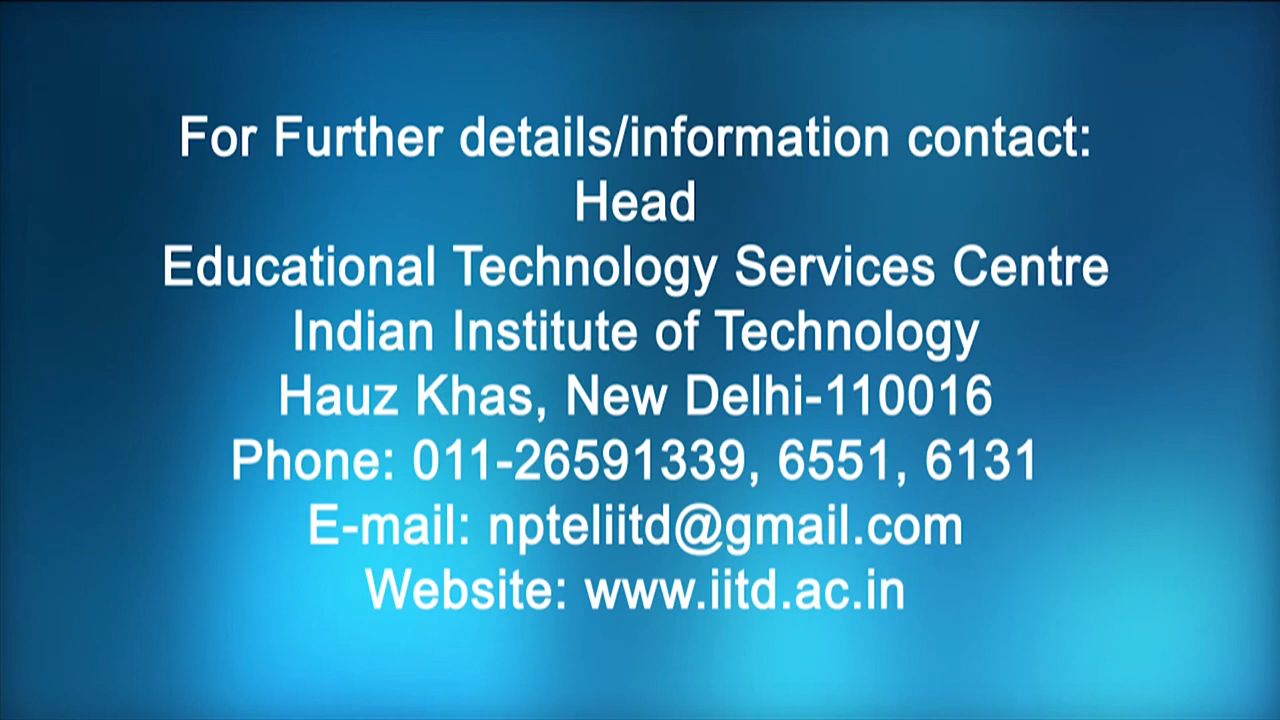 For Further details/information contact:
Head
Educational Technology Services Centre
Indian Institute of Technology
Hauz Khas, New Delhi-110016
Phone: 011-26591339, 6551, 6131
E-mail: npteliitd@gmail.com
Website: www.iitd.ac.in